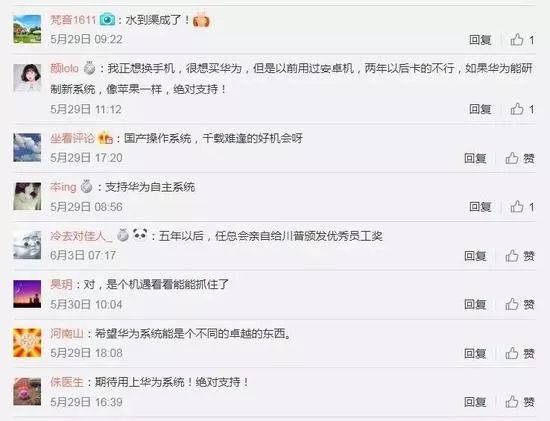 梵音1611：水到渠成了！
5月29日 09:22
回复 1
颜lolo：我正想换手机，很想买华为，但是以前用过安卓机，两年以后卡的不行，如果华为能研
制新系统，像苹果一样，绝对支持！
5月29日 11:12
回复 1
坐看评论：国产操作系统，千载难逢的好机会呀
5月29日 17:20
回复 赞
本ing：支持华为自主系统
5月29日 08:56
回复 1
冷去对佳人_：五年以后，任总会亲自给川普颁发优秀员工奖
6月3日 07:17
回复 赞
昊玥：对，是个机遇看看能能抓住了
5月30日 10:04
回复 赞
河南山：希望华为系统能是个不同的卓越的东西。
5月29日 18:08
回复 赞
侏医生：期待用上华为系统！绝对支持！
5月29日 16:39
回复 赞